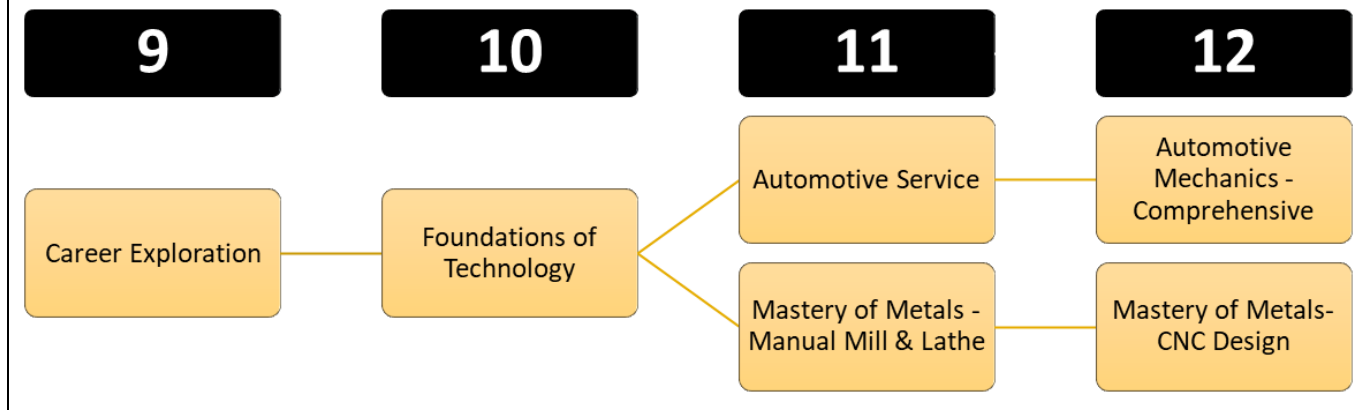 9
10
11
12
Career Exploration
Foundations of
Technology
Automotive Service
Automotive
Mechanics -
Comprehensive
Mastery of Metals -
Manual Mill & Lathe
Mastery of Metals-
CNC Design